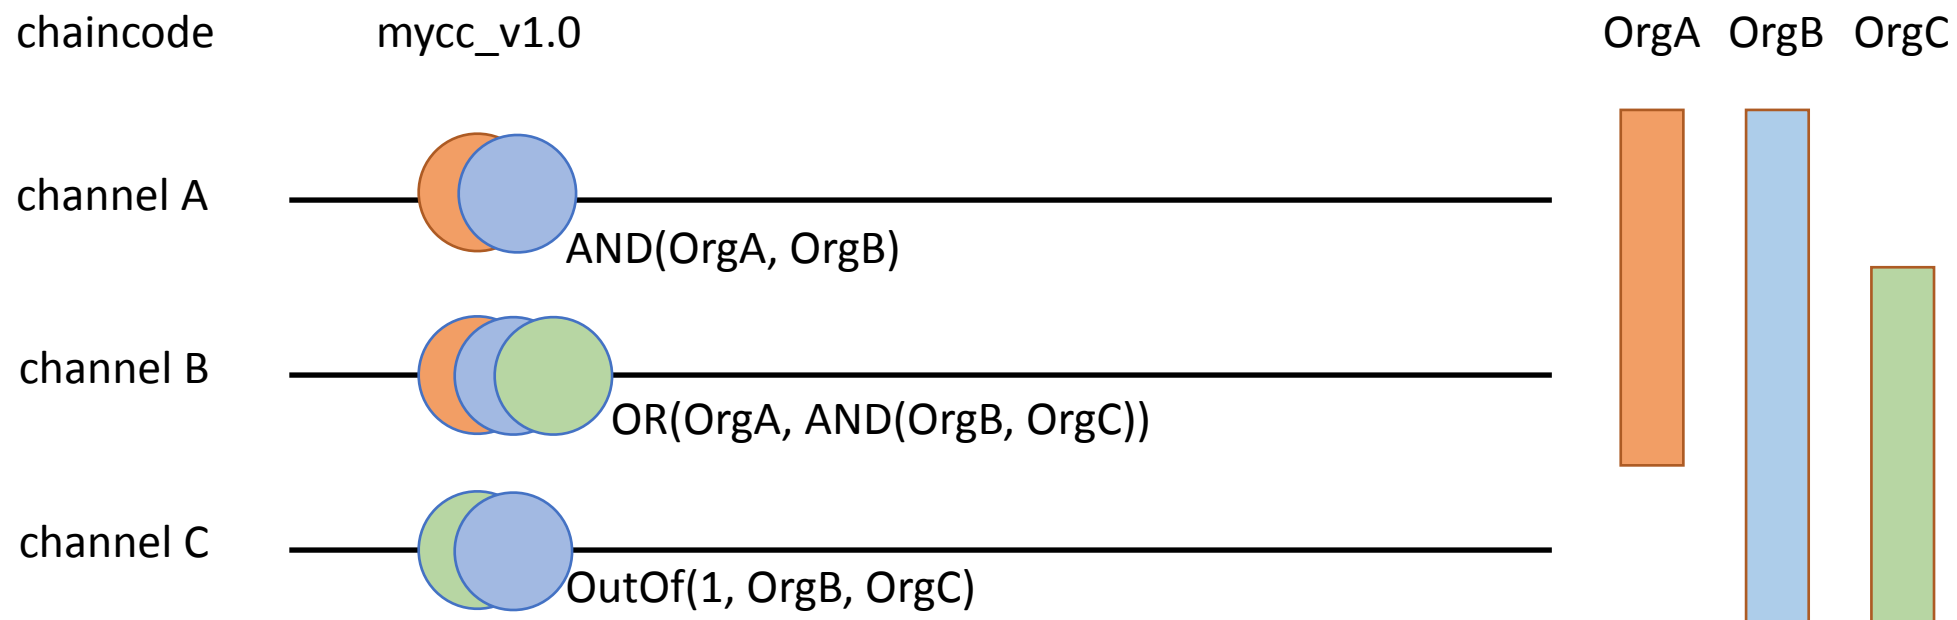 chaincode mycc_v1.0 OrgA OrgB OrgC
channel A
AND(OrgA, OrgB)
channel B
OR(OrgA, AND(OrgB, OrgC))
channel C
OutOf(1, OrgB, OrgC)